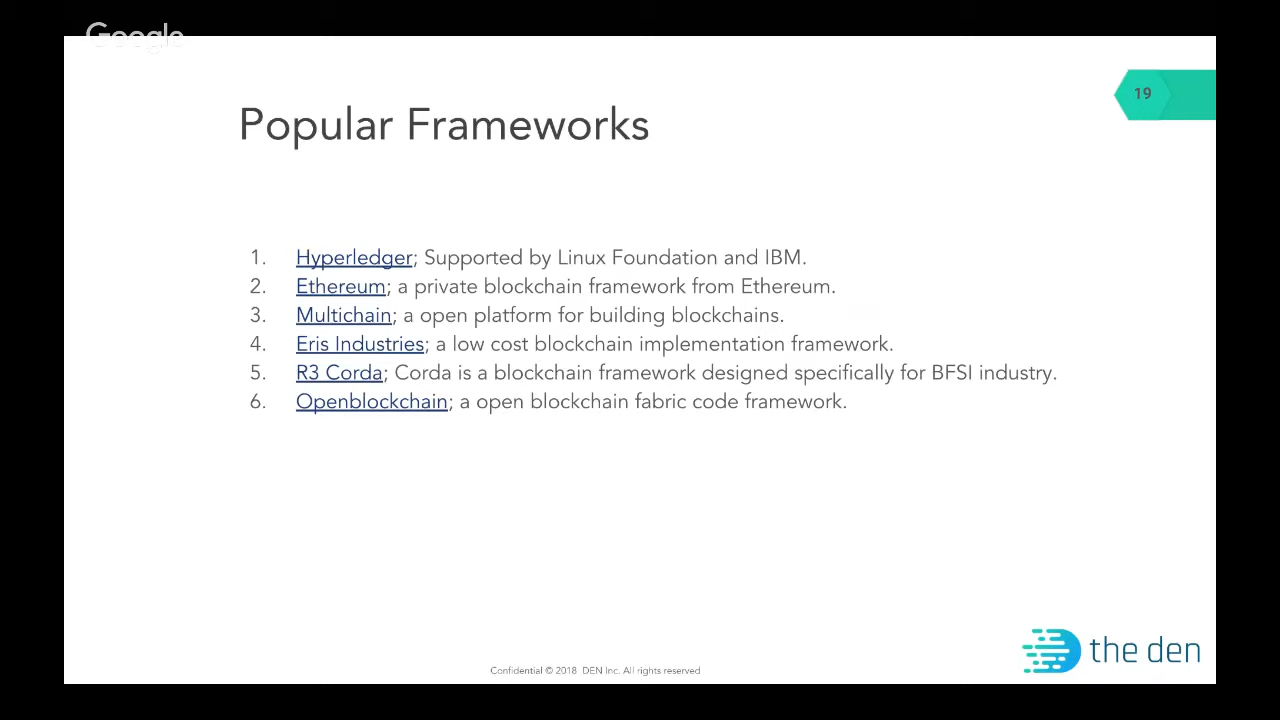 Google
19
Popular Frameworks
1. Hyperledger; Supported by Linux Foundation and IBM.
2. Ethereum; a private blockchain framework from Ethereum.
3. Multichain; a open platform for building blockchains.
4. Eris Industries; a low cost blockchain implementation framework.
5. R3 Corda; Corda is a blockchain framework designed specifically for BFSI industry.
6. Openblockchain; a open blockchain fabric code framework.
the den
Confidential © 2018 DEN Inc. All rights reserved